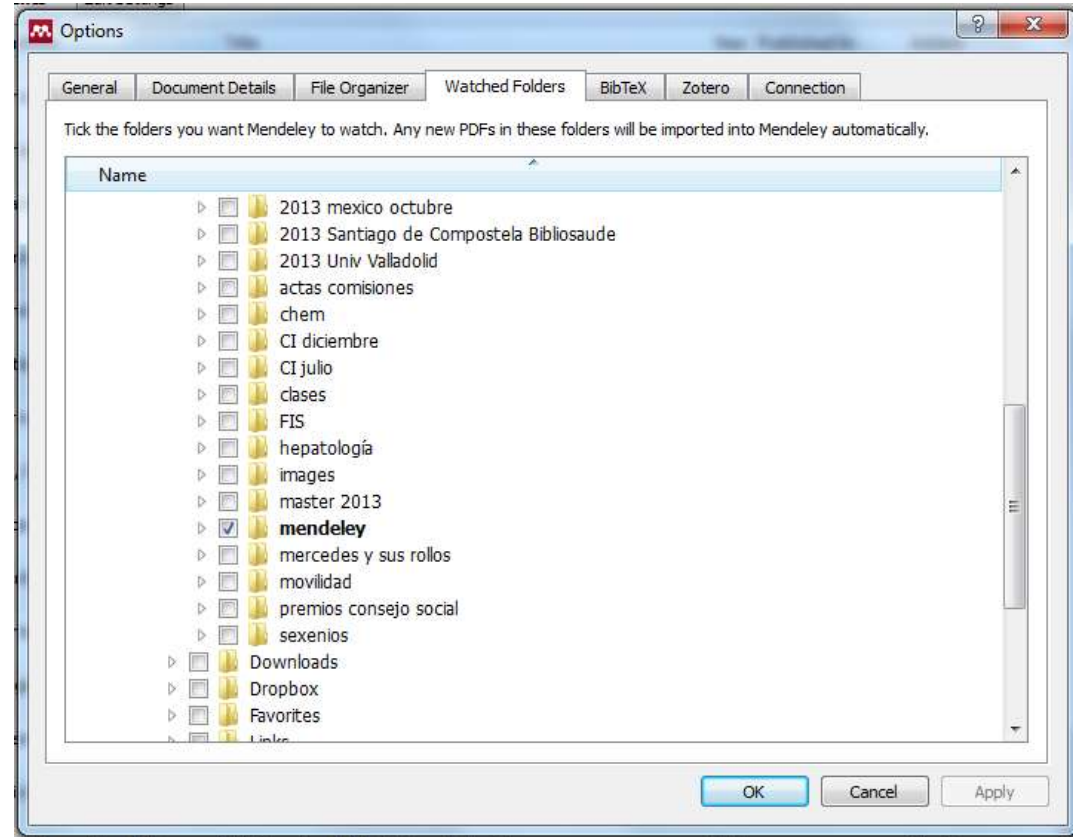 Options
General Document Details File Organizer Watched Folders BibTeX Zotero Connection
Tick the folders you want Mendeley to watch. Any new PDFs in these folders will be imported into Mendeley automatically.
Name
2013 mexico octubre
2013 Santiago de Compostela Bibliosaude
2013 Univ Valladolid
actas comisiones
chem
CI diciembre
CI julio
clases
FIS
hepatología
images
master 2013
mendeley
mercedes y sus rollos
movilidad
premios consejo social
sexenios
Downloads
Dropbox
Favorites
Links
OK Cancel Apply